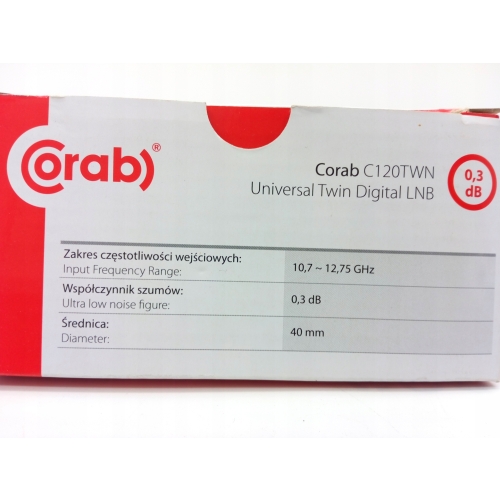 Corab®
Corab C120TWN
Universal Twin Digital LNB
0,3
dB
Zakres częstotliwości wejściowych:
Input Frequency Range:
10,7 ~ 12,75 GHz
Współczynnik szumów:
Ultra low noise figure:
0,3 dB
Średnica:
Diameter:
40 mm